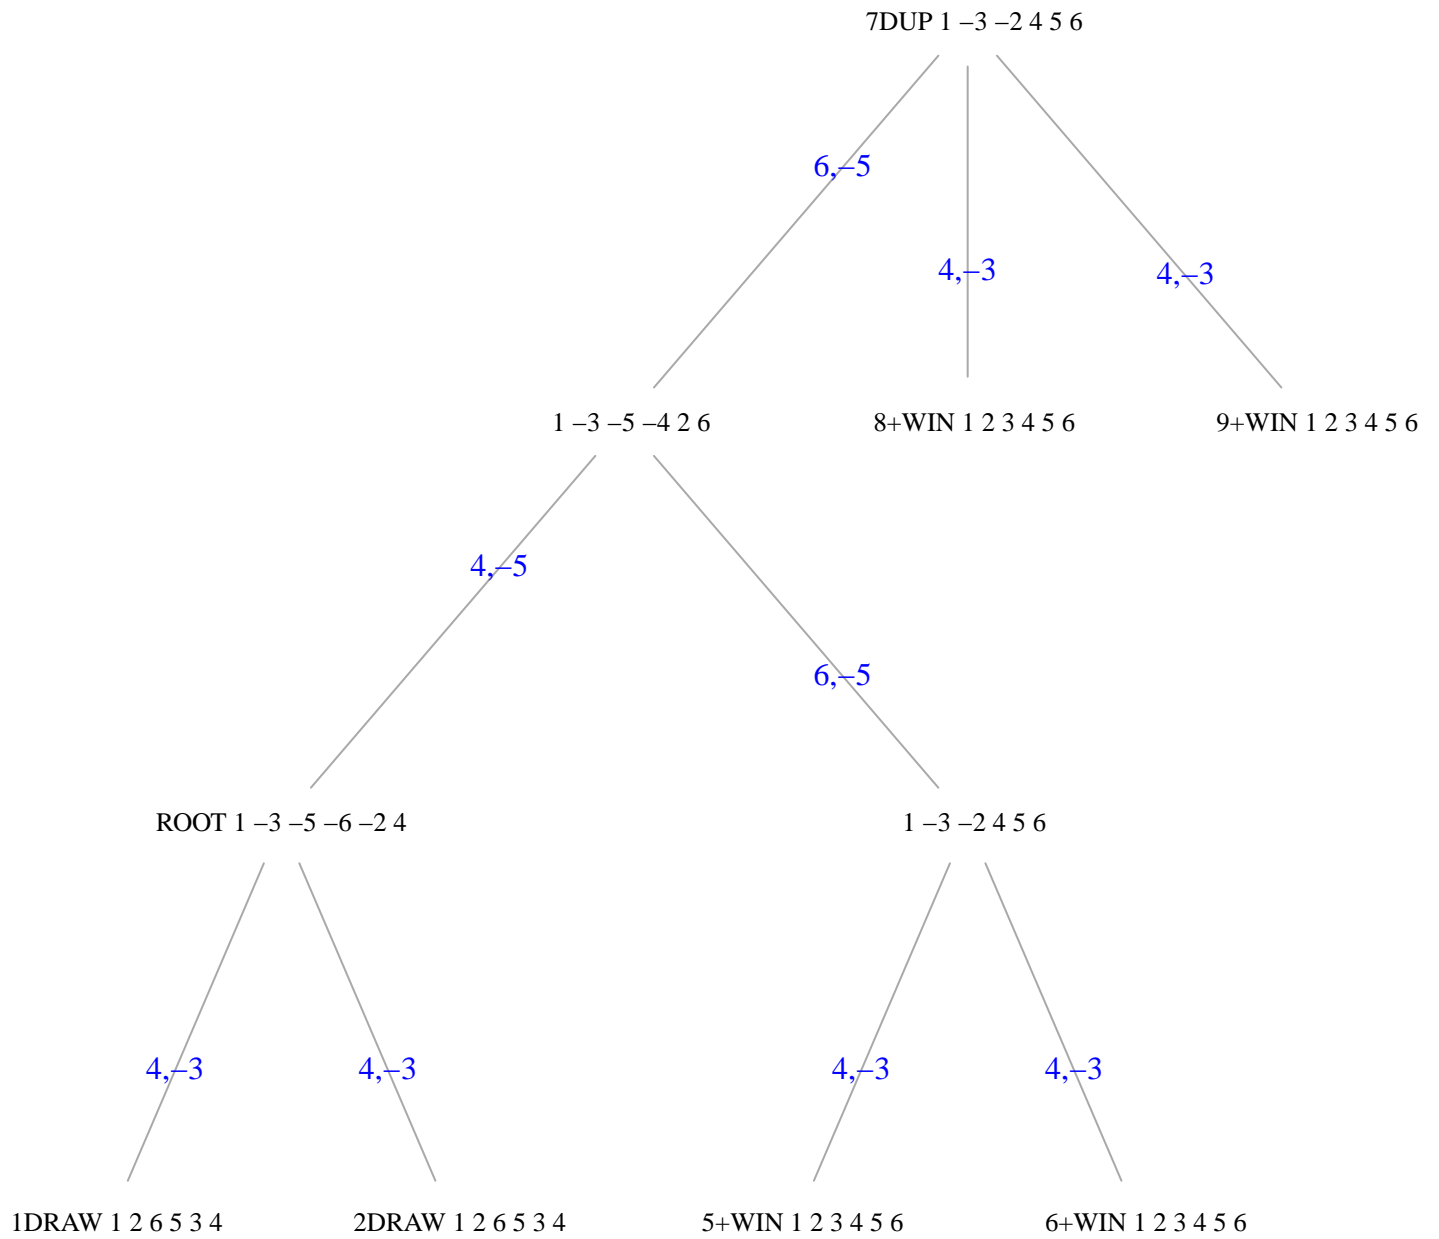 7DUP 1 –3 –2 4 5 6
6,–5
4,–3
4,–3
1 –3 –5 –4 2 6
8+WIN 1 2 3 4 5 6
9+WIN 1 2 3 4 5 6
4,–5
6,–5
ROOT 1 –3 –5 –6 –2 4
1 –3 –2 4 5 6
4,–3
4,–3
4,–3
4,–3
1DRAW 1 2 6 5 3 4
2DRAW 1 2 6 5 3 4
5+WIN 1 2 3 4 5 6
6+WIN 1 2 3 4 5 6